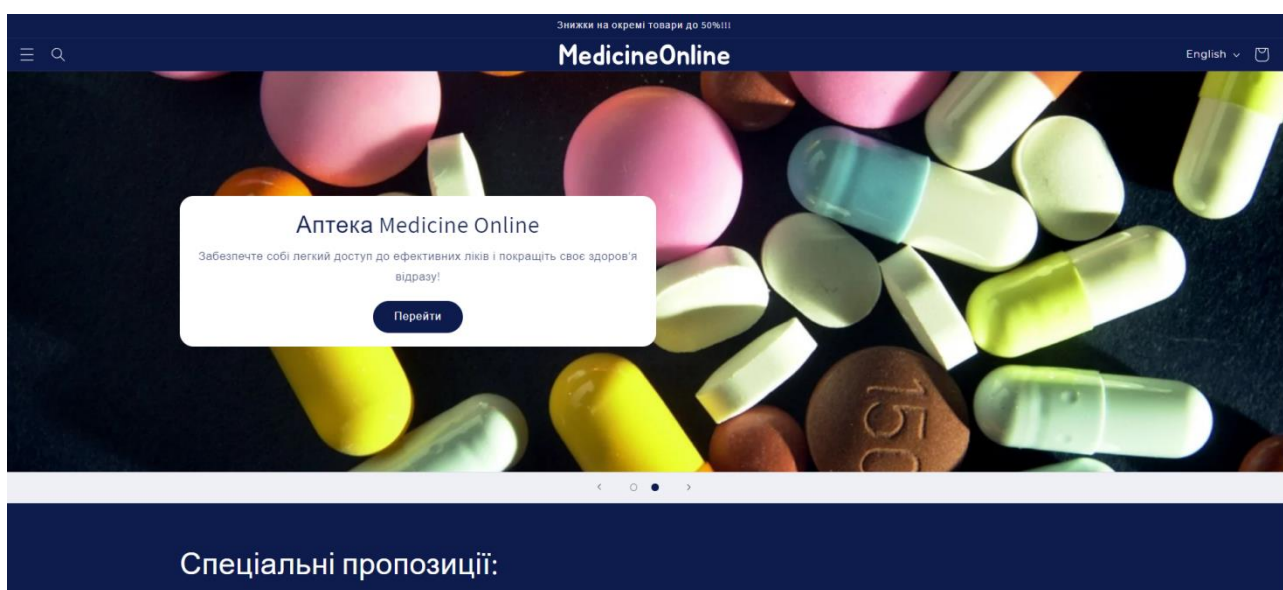 Знижки на окремі товари до 50%!!!
MedicineOnline
English
Аптека Medicine Online
Забезпечте собі легкий доступ до ефективних ліків і покращіть своє здоров'я
відразу!
Перейти
150
Спеціальні пропозиції: